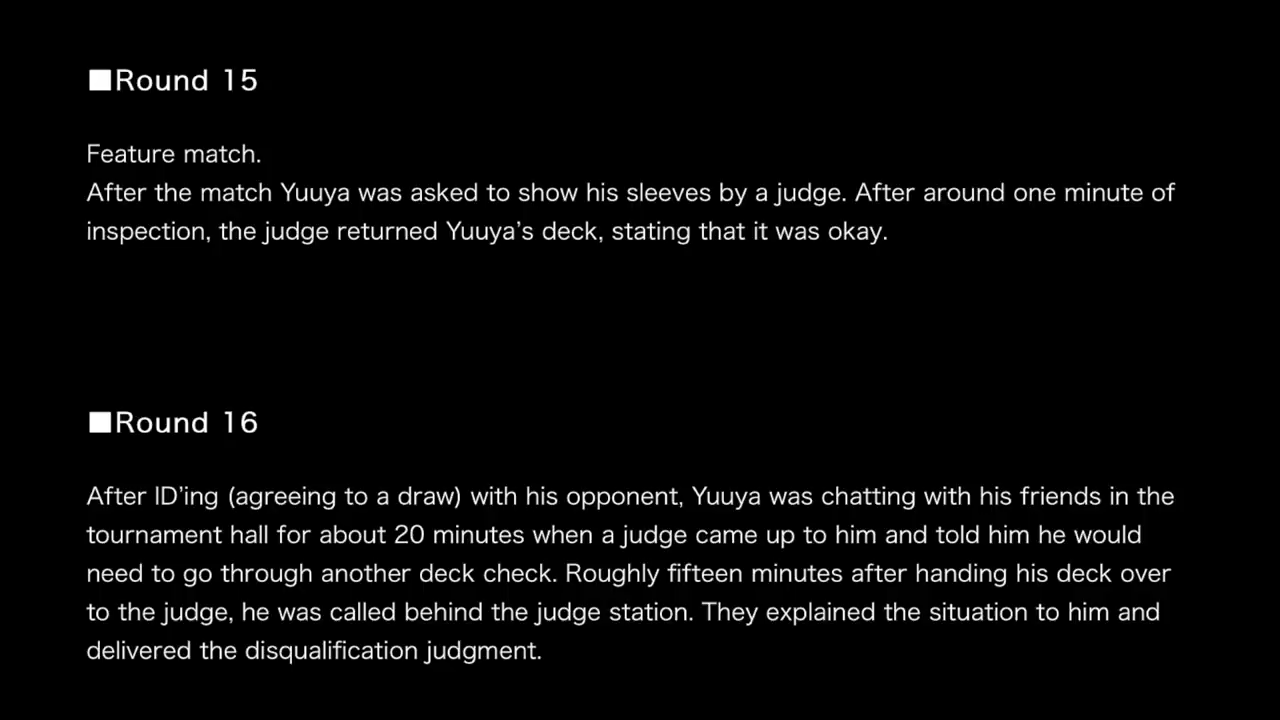 ■Round 15
Feature match.
After the match Yuuya was asked to show his sleeves by a judge. After around one minute of
inspection, the judge returned Yuuya’s deck, stating that it was okay.
■Round 16
After ID’ing (agreeing to a draw) with his opponent, Yuuya was chatting with his friends in the
tournament hall for about 20 minutes when a judge came up to him and told him he would
need to go through another deck check. Roughly fifteen minutes after handing his deck over
to the judge, he was called behind the judge station. They explained the situation to him and
delivered the disqualification judgment.